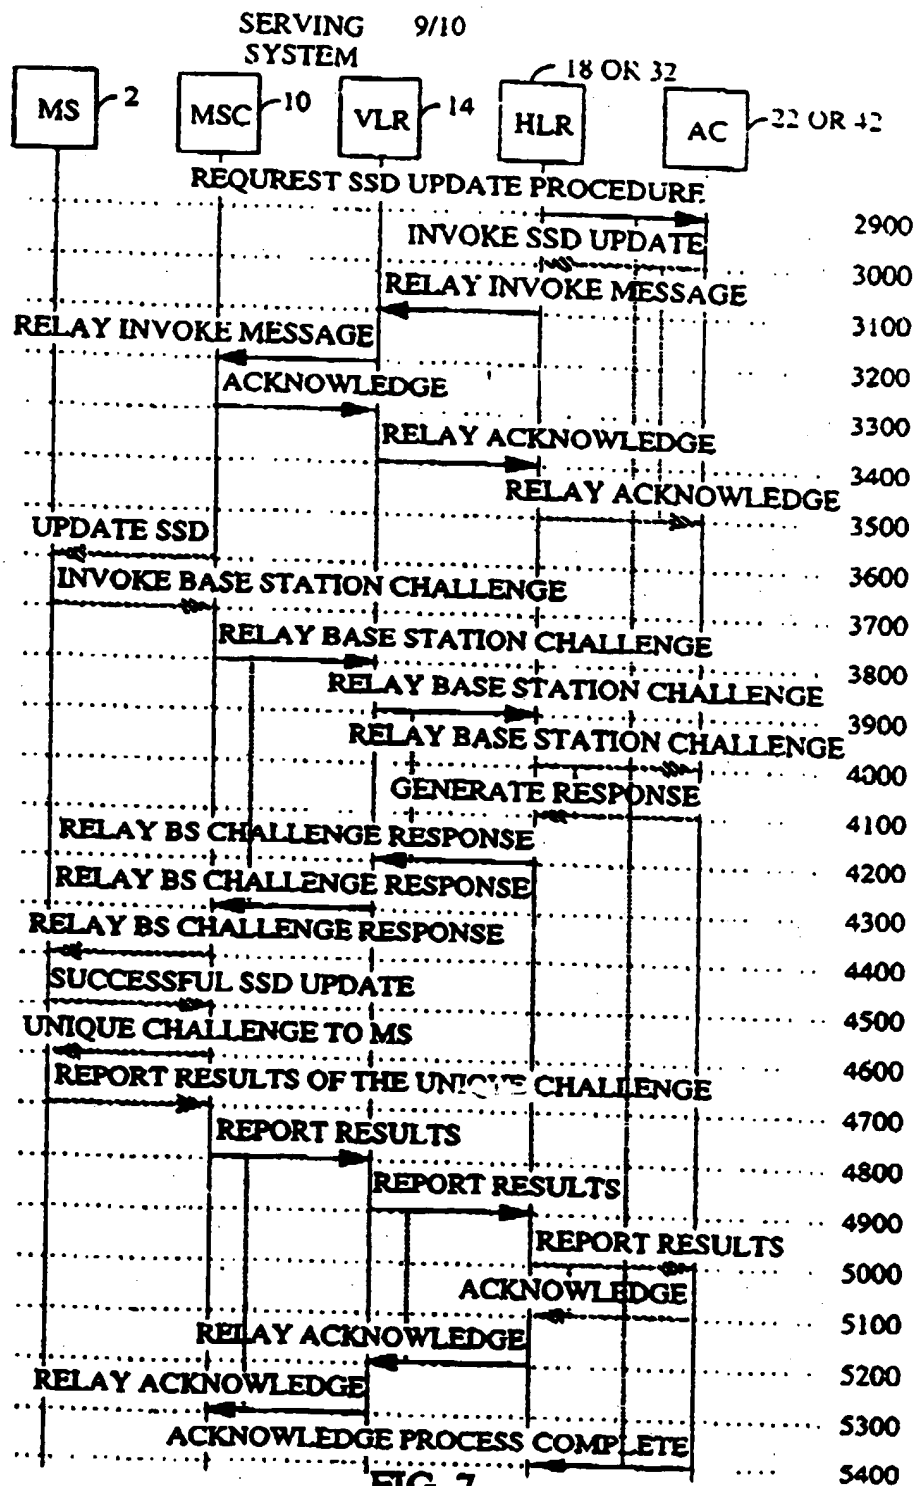 SERVING 9/10
SYSTEM
MS 2
MSC 10
VLR 14
HLR 18 OR 32
AC 22 OR 42
REQUREST SSD UPDATE PROCEDURE
2900
INVOKE SSD UPDATE
3000
RELAY INVOKE MESSAGE
3100
RELAY INVOKE MESSAGE
3200
ACKNOWLEDGE
3300
RELAY ACKNOWLEDGE
3400
RELAY ACKNOWLEDGE
3500
UPDATE SSD
3600
INVOKE BASE STATION CHALLENGE
3700
RELAY BASE STATION CHALLENGE
3800
RELAY BASE STATION CHALLENGE
3900
RELAY BASE STATION CHALLENGE
4000
GENERATE RESPONSE
4100
RELAY BS CHALLENGE RESPONSE
4200
RELAY BS CHALLENGE RESPONSE
4300
RELAY BS CHALLENGE RESPONSE
4400
SUCCESSFUL SSD UPDATE
4500
UNIQUE CHALLENGE TO MS
4600
REPORT RESULTS OF THE UNIQUE CHALLENGE
4700
REPORT RESULTS
4800
REPORT RESULTS
4900
REPORT RESULTS
5000
ACKNOWLEDGE
5100
RELAY ACKNOWLEDGE
5200
RELAY ACKNOWLEDGE
5300
ACKNOWLEDGE PROCESS COMPLETE
5400
FIG. 7